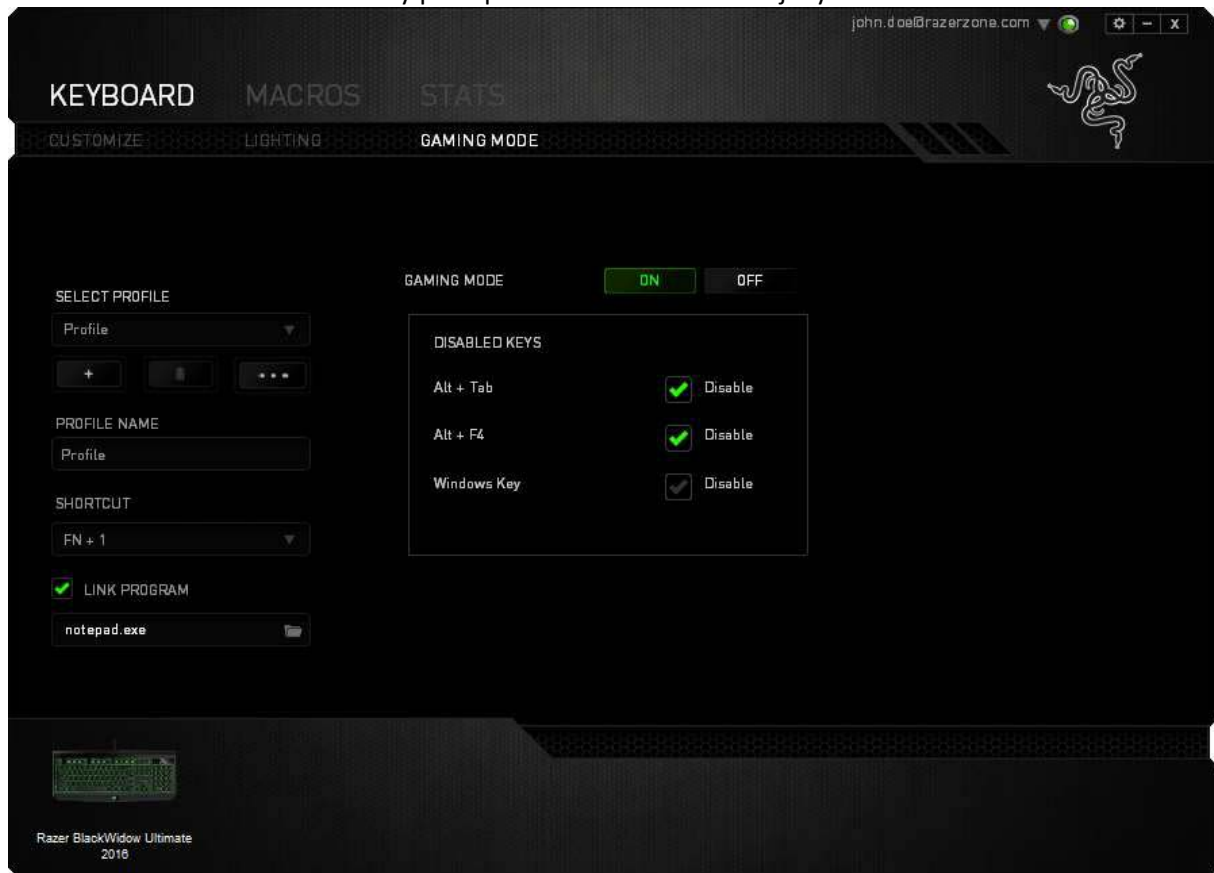 john.doe@razerzone.com
KEYBOARD MACROS STATS
CUSTOMIZE LIGHTING GAMING MODE
SELECT PROFILE
Profile
+ ...
PROFILE NAME
Profile
SHORTCUT
FN + 1
LINK PROGRAM
notepad.exe
GAMING MODE ON OFF
DISABLED KEYS
Alt + Tab Disable
Alt + F4 Disable
Windows Key Disable
Razer BlackWidow Ultimate
2016